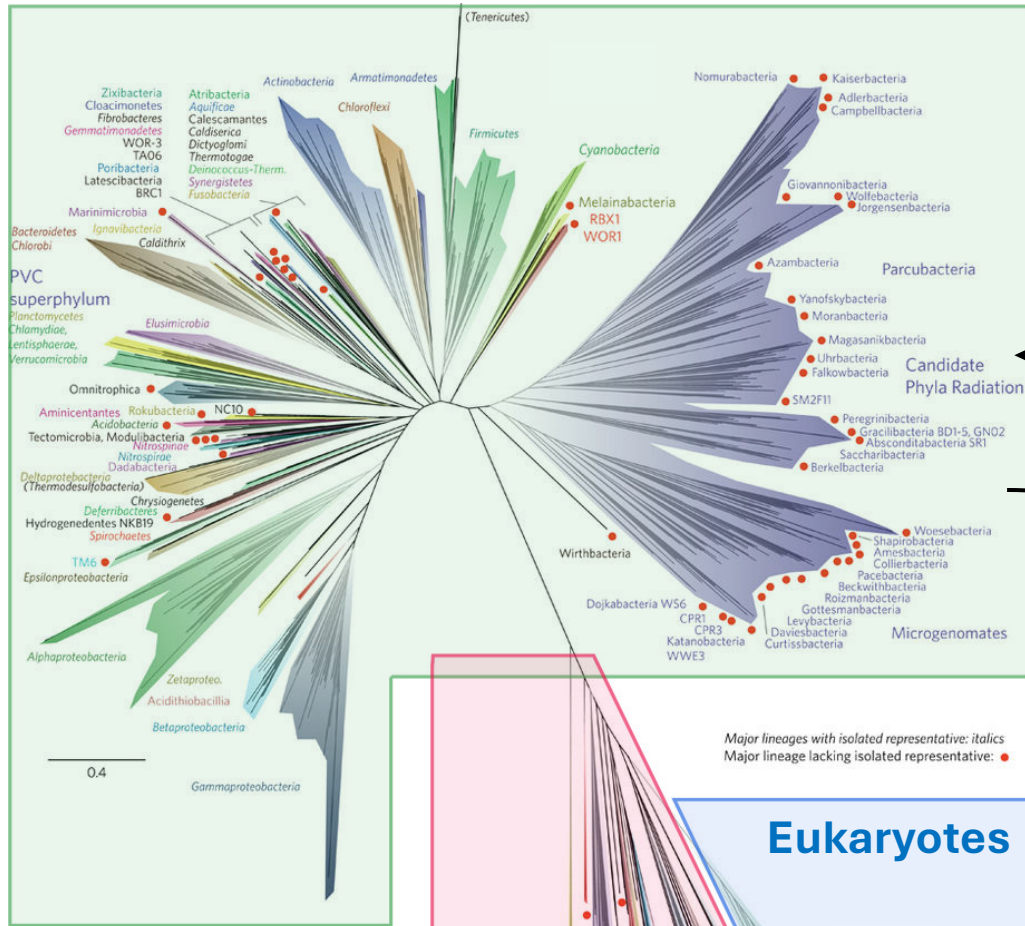 (Tenericutes)
Actinobacteria
Armatimonadetes
Zixibacteria
Cloacimonetes
Fibrobacteres
Gemmatimonadetes
WOR-3
TA06
Poribacteria
Latescibacteria
BRC1
Atribacteria
Aquificae
Calescamantes
Caldiserica
Dictyoglomi
Thermotogae
Deinococcus-Therm.
Synergistetes
Fusobacteria
Chloroflexi
Firmicutes
Cyanobacteria
Melainabacteria
RBX1
WOR1
Marinimicrobia
Ignavibacteria
Bacteroidetes
Chlorobi
Caldithrix
PVC
superphylum
Planctomycetes
Chlamydiae,
Lentisphaerae,
Verrucomicrobia
Elusimicrobia
Omnitrophica
Aminicentantes
Rokubacteria
NC10
Acidobacteria
Tectomicrobia, Modulibacteria
Nitrospinae
Nitrospirae
Dadabacteria
Deltaprotebacteria
(Thermodesulfobacteria)
Chrysiogenetes
Deferribacteres
Hydrogenedentes NKB19
Spirochaetes
TM6
Epsilonproteobacteria
Alphaproteobacteria
Zetaproteo.
Acidithiobacillia
Betaproteobacteria
Gammaproteobacteria
0.4
Nomurabacteria
Kaiserbacteria
Adlerbacteria
Campbellbacteria
Giovannonibacteria
Wolfebacteria
Jorgensenbacteria
Azambacteria
Parcubacteria
Yanofskybacteria
Moranbacteria
Magasanikbacteria
Uhrbacteria
Falkowbacteria
Candidate
Phyla Radiation
SM2F11
Peregrinibacteria
Gracilibacteria BD1-5, GN02
Absconditabacteria SR1
Saccharibacteria
Berkelbacteria
Woesebacteria
Shapirobacteria
Amesbacteria
Collierbacteria
Pacebacteria
Beckwithbacteria
Roizmanbacteria
Gottesmanbacteria
Levybacteria
Daviesbacteria
Curtissbacteria
Microgenomates
Wirthbacteria
Dojkabacteria WS6
CPR1
CPR3
Katanobacteria
WWE3
Major lineages with isolated representative: italics
Major lineage lacking isolated representative:
Eukaryotes